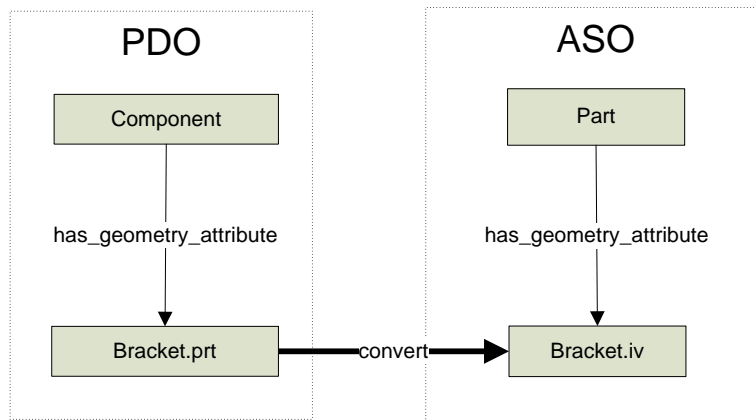 PDO
ASO
Component
Part
has_geometry_attribute
has_geometry_attribute
Bracket.prt
convert
Bracket.iv